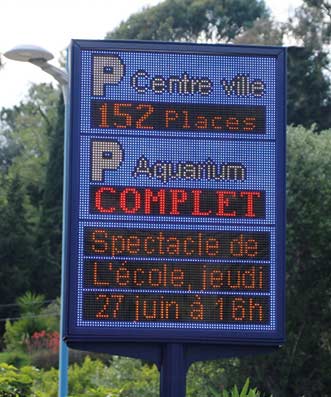 P Centre ville
152 Places
P Aquarium
COMPLET
Spectacle de
L'école, jeudi
27 juin à 16h